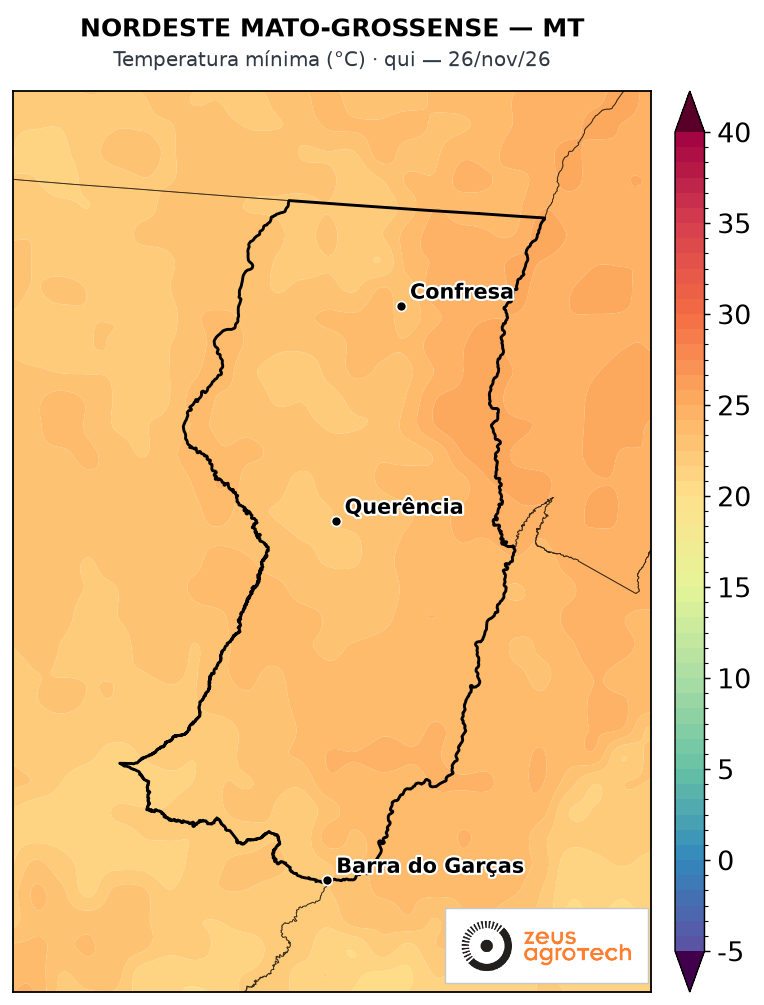 NORDESTE MATO-GROSSENSE — MT
Temperatura mínima (°C) · qui — 26/nov/26
40
35
30
25
20
15
10
5
0
-5
Confresa
Querência
Barra do Garças
zeus
agrotech